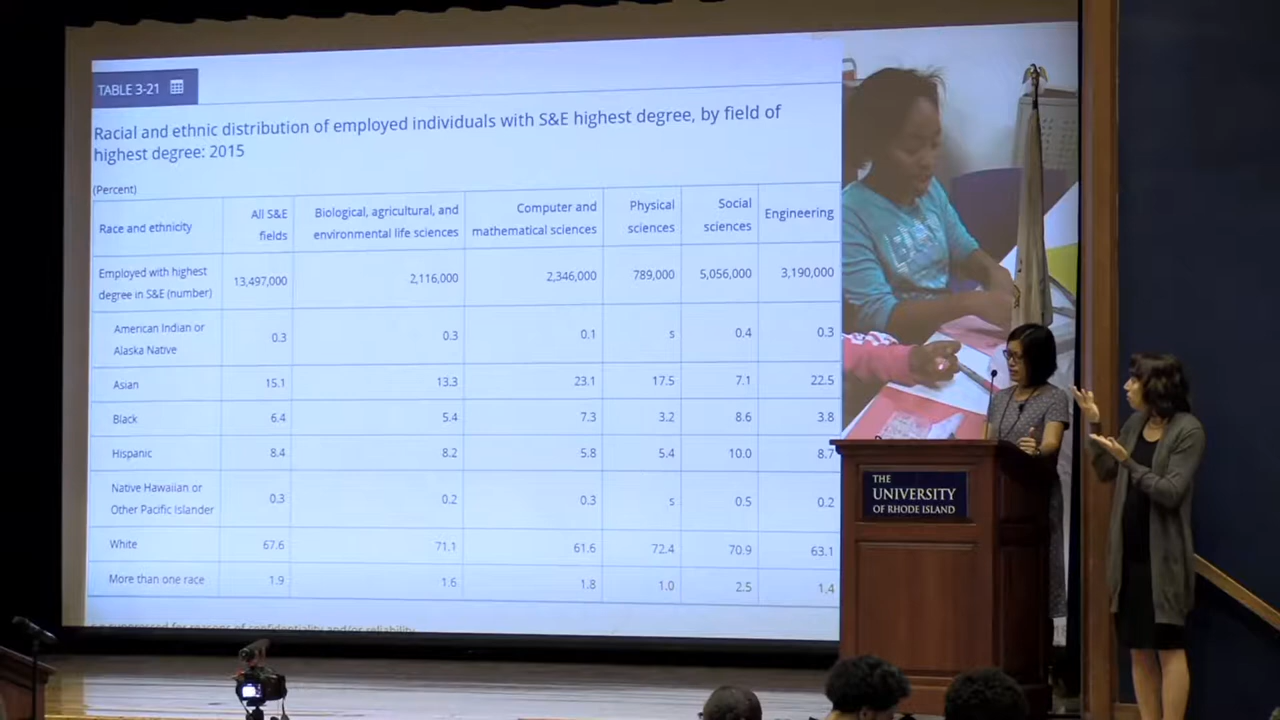 TABLE 3-21
Racial and ethnic distribution of employed individuals with S&E highest degree, by field of
highest degree: 2015
(Percent)
Race and ethnicity All S&E fields Biological, agricultural, and environmental life sciences Computer and mathematical sciences Physical sciences Social sciences Engineering
Employed with highest degree in S&E (number) 13,497,000 2,116,000 2,346,000 789,000 5,056,000 3,190,000
American Indian or Alaska Native 0.3 0.3 0.1 s 0.4 0.3
Asian 15.1 13.3 23.1 17.5 7.1 22.5
Black 6.4 5.4 7.3 3.2 8.6 3.8
Hispanic 8.4 8.2 5.8 5.4 10.0 8.7
Native Hawaiian or Other Pacific Islander 0.3 0.2 0.3 s 0.5 0.2
White 67.6 71.1 61.6 72.4 70.9 63.1
More than one race 1.9 1.6 1.8 1.0 2.5 1.4
suppressed for reasons of confidentiality and/or reliability
THE
UNIVERSITY
OF RHODE ISLAND